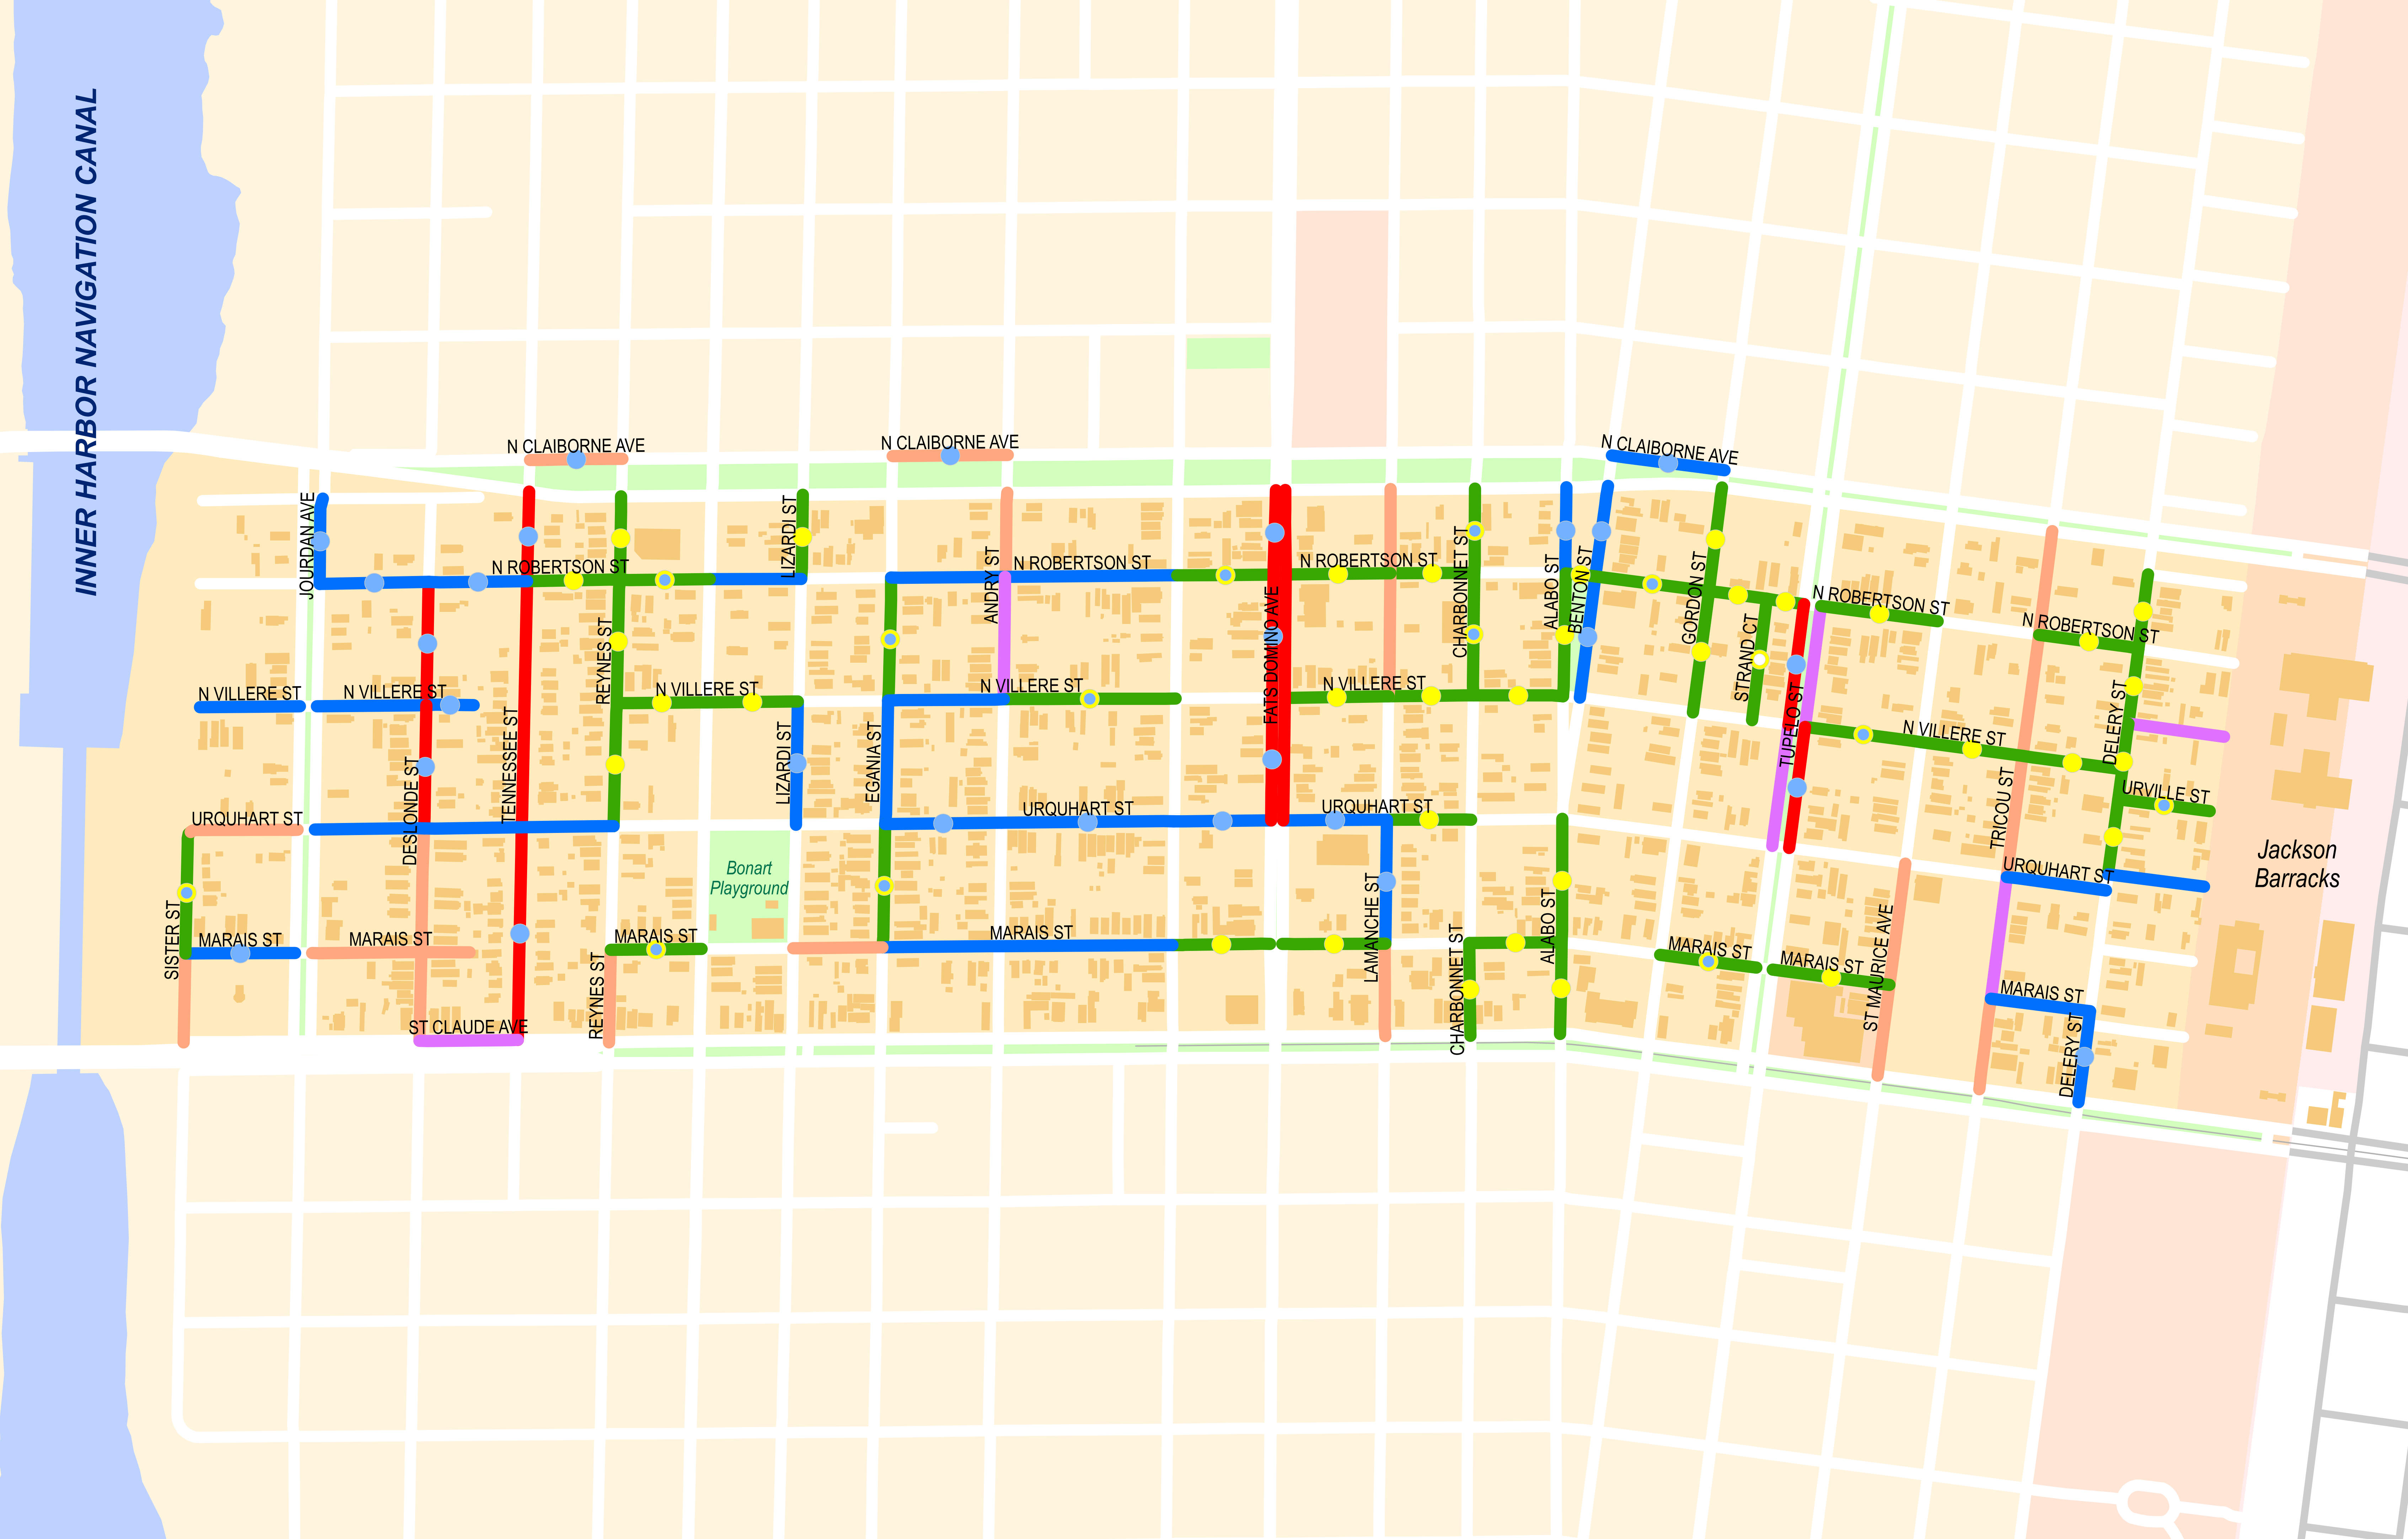 INNER HARBOR NAVIGATION CANAL
N CLAIBORNE AVE
N CLAIBORNE AVE
N CLAIBORNE AVE
JOURDAN AVE
LIZARDI ST
N ROBERTSON ST
N ROBERTSON ST
N ROBERTSON ST
N ROBERTSON ST
N ROBERTSON ST
ANDRY ST
CHARBONNET ST
ALABO ST
BENTON ST
GORDON ST
STRAND CT
REYNES ST
FATS DOMINO AVE
N VILLERE ST
N VILLERE ST
N VILLERE ST
N VILLERE ST
N VILLERE ST
N VILLERE ST
TUPELO ST
DELERY ST
TENNESSEE ST
LIZARDI ST
EGANIA ST
DESLONDE ST
TRICOU ST
URVILLE ST
URQUHART ST
URQUHART ST
URQUHART ST
URQUHART ST
Bonart
Playground
Jackson
Barracks
SISTER ST
MARAIS ST
MARAIS ST
MARAIS ST
MARAIS ST
MARAIS ST
MARAIS ST
MARAIS ST
LAMANCHE ST
ALABO ST
CHARBONNET ST
ST MAURICE AVE
REYNES ST
ST CLAUDE AVE
DELERY ST